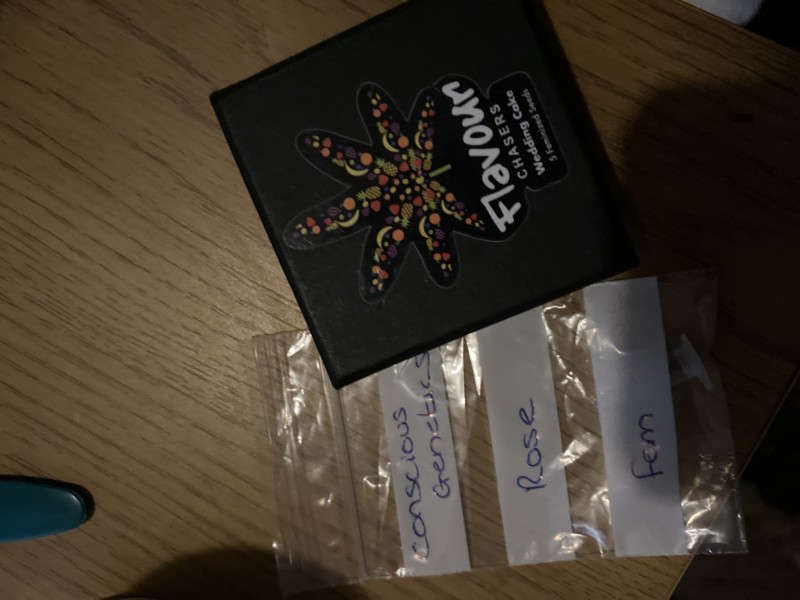 Flavour
CHASERS
Wedding Cake
5 Feminized Seeds
conscious
Genetics
Rose
fem